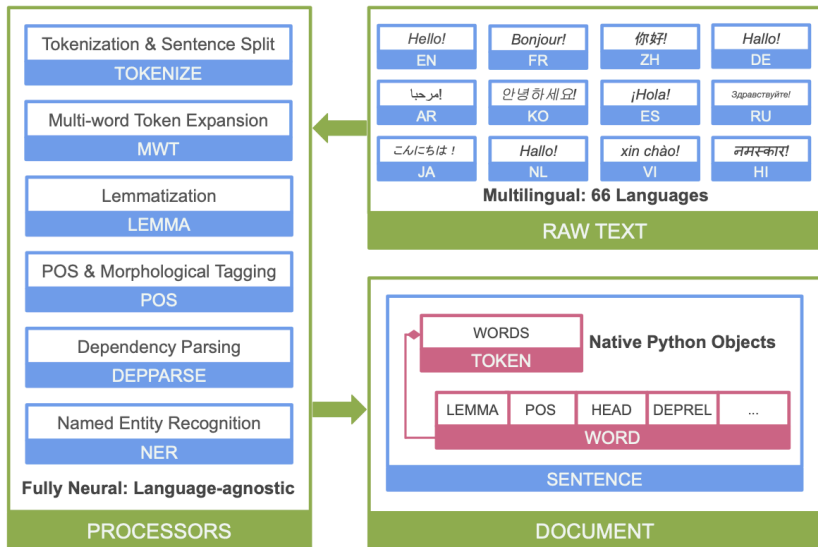 Tokenization & Sentence Split
TOKENIZE
Multi-word Token Expansion
MWT
Lemmatization
LEMMA
POS & Morphological Tagging
POS
Dependency Parsing
DEPPARSE
Named Entity Recognition
NER
Fully Neural: Language-agnostic
PROCESSORS
Hello!
EN
Bonjour!
FR
你好!
ZH
Hallo!
DE
مرحبا!
AR
안녕하세요!
KO
¡Hola!
ES
Здравствуйте!
RU
こんにちは！
JA
Hallo!
NL
xin chào!
VI
नमस्कार!
HI
Multilingual: 66 Languages
RAW TEXT
WORDS
TOKEN
Native Python Objects
LEMMA POS HEAD DEPREL ...
WORD
SENTENCE
DOCUMENT